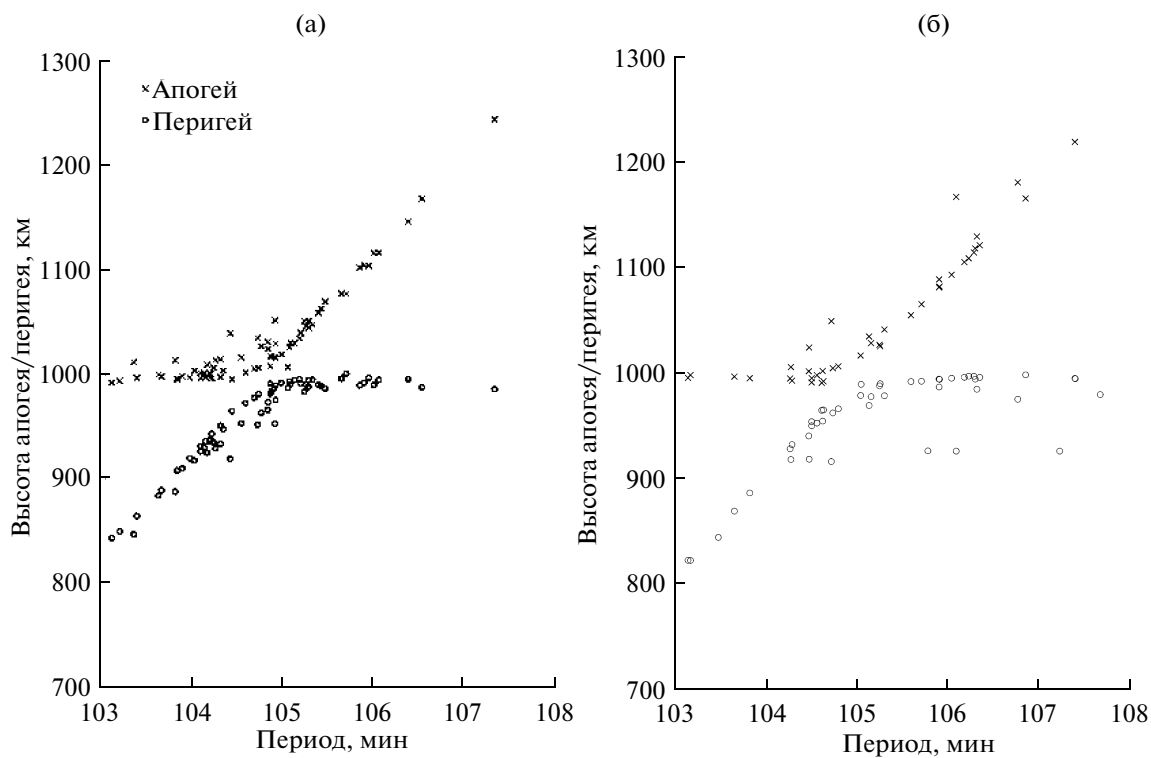 (а)
1300
1200
1100
1000
900
800
700
103 104 105 106 107 108
Высота апогея/перигея, км
Период, мин
Апогей
Перигей
(б)
1300
1200
1100
1000
900
800
700
103 104 105 106 107 108
Высота апогея/перигея, км
Период, мин